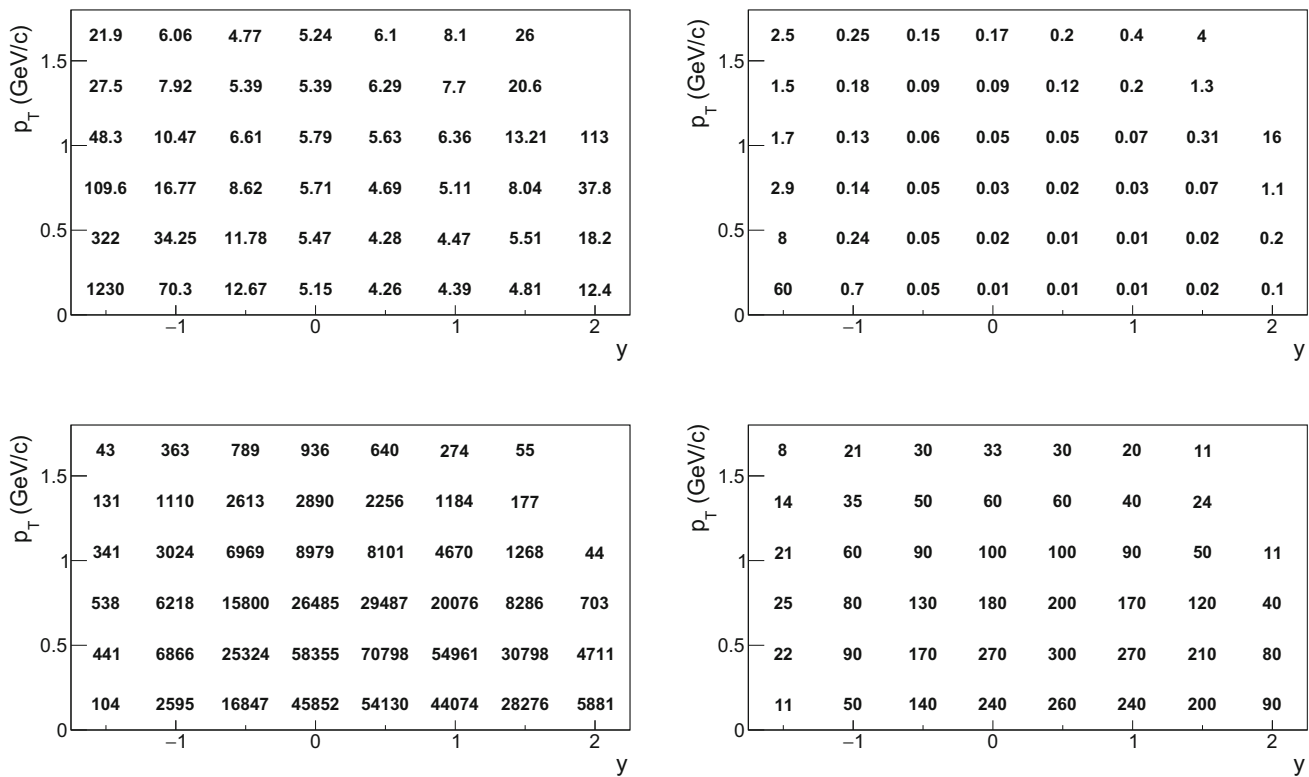 p_T (GeV/c)
21.9 6.06 4.77 5.24 6.1 8.1 26
1.5
27.5 7.92 5.39 5.39 6.29 7.7 20.6
48.3 10.47 6.61 5.79 5.63 6.36 13.21 113
1
109.6 16.77 8.62 5.71 4.69 5.11 8.04 37.8
0.5
322 34.25 11.78 5.47 4.28 4.47 5.51 18.2
1230 70.3 12.67 5.15 4.26 4.39 4.81 12.4
0
−1 0 1 2
y
p_T (GeV/c)
2.5 0.25 0.15 0.17 0.2 0.4 4
1.5
1.5 0.18 0.09 0.09 0.12 0.2 1.3
1.7 0.13 0.06 0.05 0.05 0.07 0.31 16
1
2.9 0.14 0.05 0.03 0.02 0.03 0.07 1.1
0.5
8 0.24 0.05 0.02 0.01 0.01 0.02 0.2
60 0.7 0.05 0.01 0.01 0.01 0.02 0.1
0
−1 0 1 2
y
p_T (GeV/c)
43 363 789 936 640 274 55
1.5
131 1110 2613 2890 2256 1184 177
341 3024 6969 8979 8101 4670 1268 44
1
538 6218 15800 26485 29487 20076 8286 703
0.5
441 6866 25324 58355 70798 54961 30798 4711
104 2595 16847 45852 54130 44074 28276 5881
0
−1 0 1 2
y
p_T (GeV/c)
8 21 30 33 30 20 11
1.5
14 35 50 60 60 40 24
21 60 90 100 100 90 50 11
1
25 80 130 180 200 170 120 40
0.5
22 90 170 270 300 270 210 80
11 50 140 240 260 240 200 90
0
−1 0 1 2
y